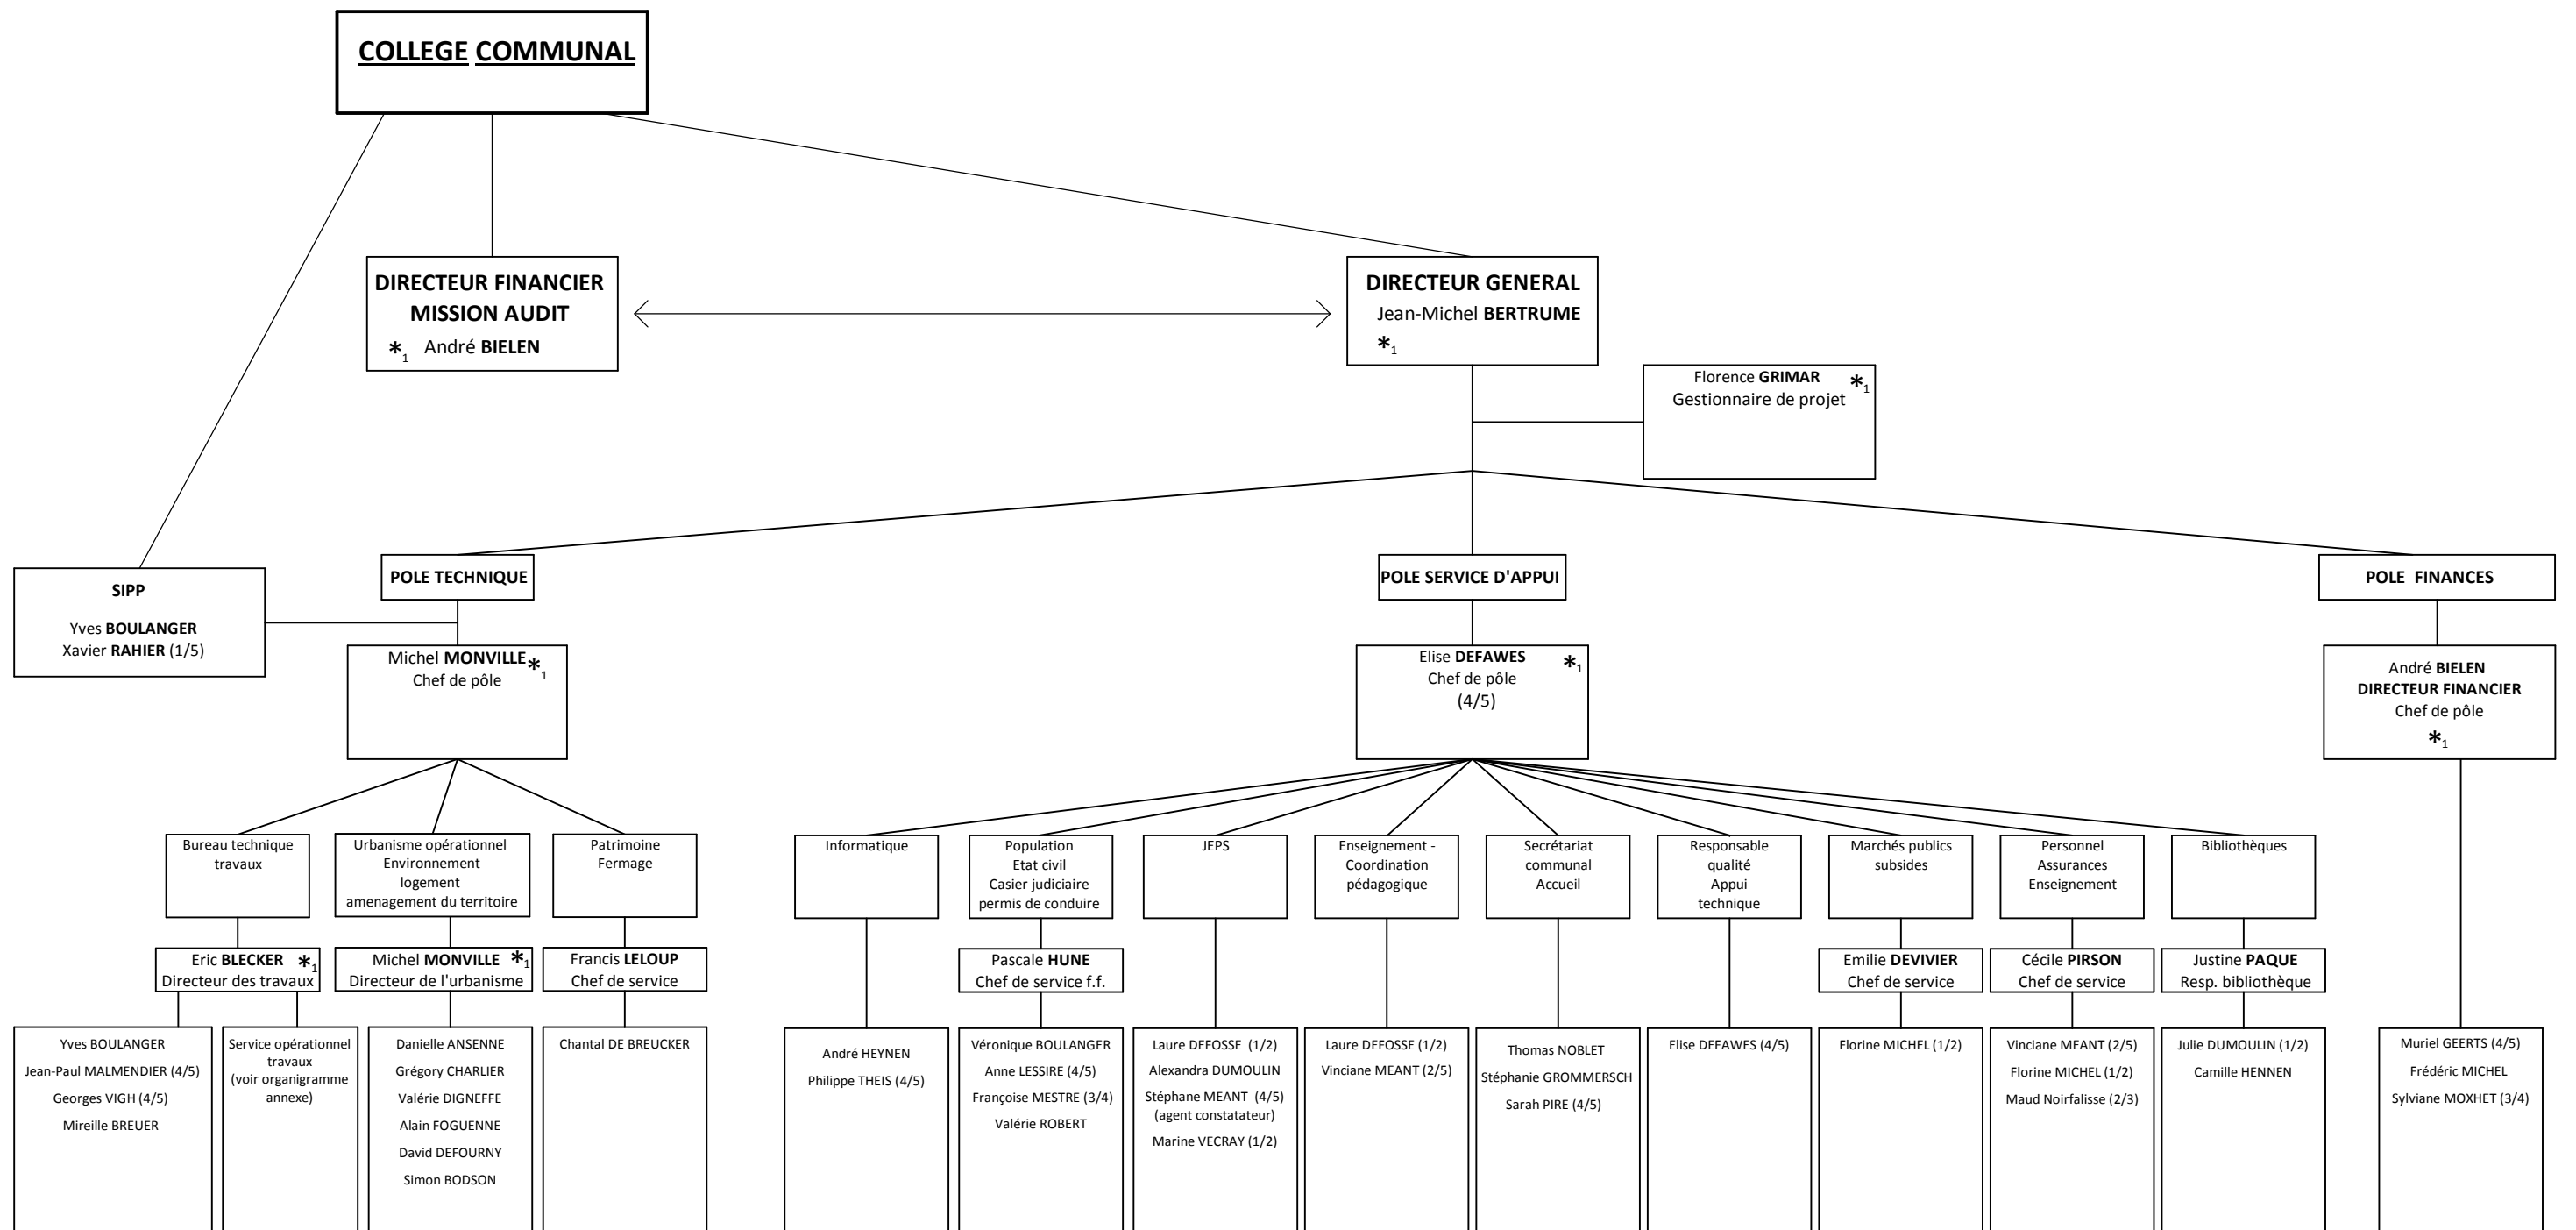 COLLEGE COMMUNAL
DIRECTEUR FINANCIER
MISSION AUDIT
*1 André BIELEN
DIRECTEUR GENERAL
Jean-Michel BERTRUME
*1
Florence GRIMAR *1
Gestionnaire de projet
SIPP
Yves BOULANGER
Xavier RAHIER (1/5)
POLE TECHNIQUE
POLE SERVICE D'APPUI
POLE FINANCES
Michel MONVILLE *1
Chef de pôle
Elise DEFAWES *1
Chef de pôle
(4/5)
André BIELEN
DIRECTEUR FINANCIER
Chef de pôle
*1
Bureau technique
travaux
Urbanisme opérationnel
Environnement
logement
amenagement du territoire
Patrimoine
Fermage
Informatique
Population
Etat civil
Casier judiciaire
permis de conduire
JEPS
Enseignement -
Coordination
pédagogique
Secrétariat
communal
Accueil
Responsable
qualité
Appui
technique
Marchés publics
subsides
Personnel
Assurances
Enseignement
Bibliothèques
Eric BLECKER *1
Directeur des travaux
Michel MONVILLE *1
Directeur de l'urbanisme
Francis LELOUP
Chef de service
Pascale HUNE
Chef de service f.f.
Emilie DEVIVIER
Chef de service
Cécile PIRSON
Chef de service
Justine PAQUE
Resp. bibliothèque
Yves BOULANGER
Jean-Paul MALMENDIER (4/5)
Georges VIGH (4/5)
Mireille BREUER
Service opérationnel
travaux
(voir organigramme
annexe)
Danielle ANSENNE
Grégory CHARLIER
Valérie DIGNEFFE
Alain FOGUENNE
David DEFOURNY
Simon BODSON
Chantal DE BREUCKER
André HEYNEN
Philippe THEIS (4/5)
Véronique BOULANGER
Anne LESSIRE (4/5)
Françoise MESTRE (3/4)
Valérie ROBERT
Laure DEFOSSE (1/2)
Alexandra DUMOULIN
Stéphane MEANT (4/5)
(agent constatateur)
Marine VECRAY (1/2)
Laure DEFOSSE (1/2)
Vinciane MEANT (2/5)
Thomas NOBLET
Stéphanie GROMMERSCH
Sarah PIRE (4/5)
Elise DEFAWES (4/5)
Florine MICHEL (1/2)
Vinciane MEANT (2/5)
Florine MICHEL (1/2)
Maud Noirfalisse (2/3)
Julie DUMOULIN (1/2)
Camille HENNEN
Muriel GEERTS (4/5)
Frédéric MICHEL
Sylviane MOXHET (3/4)